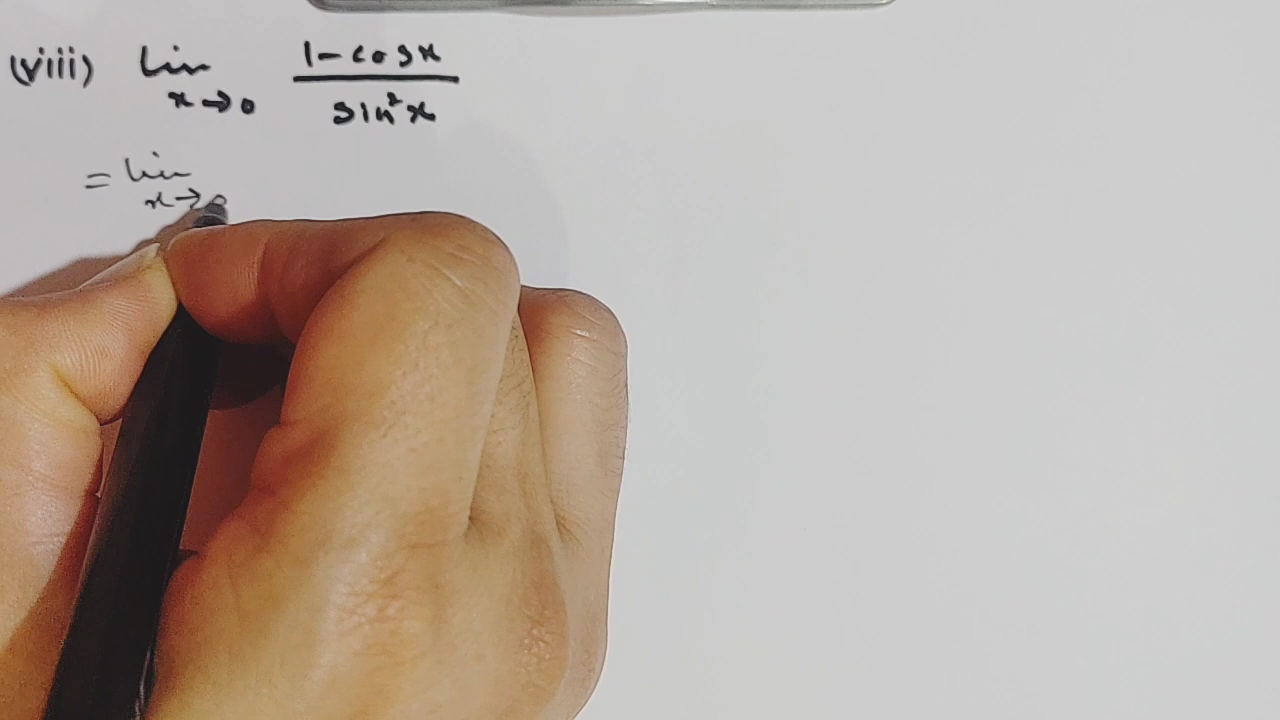 (viii) lim x→0 1-cosx / sin²x
= lim x→0